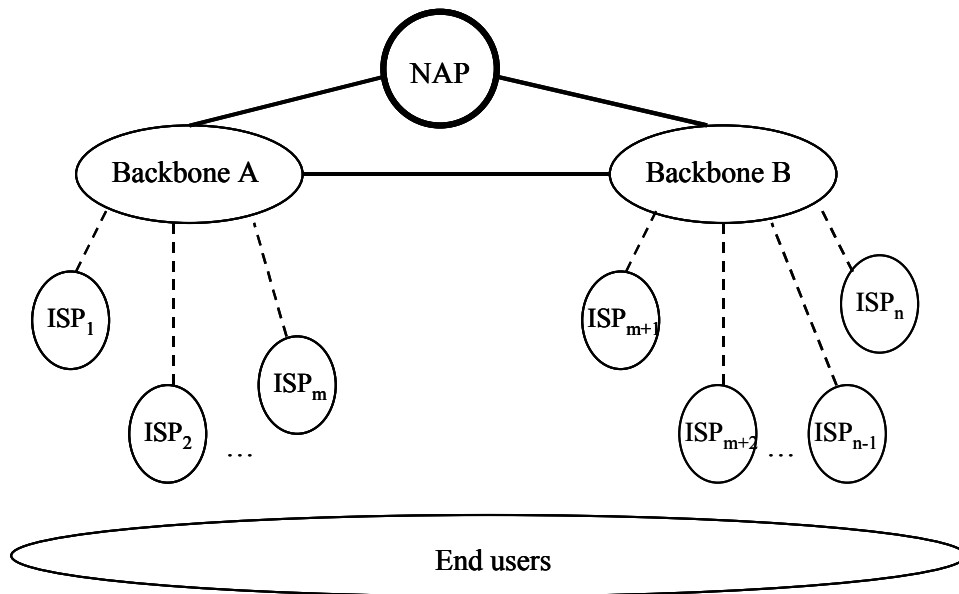 NAP
Backbone A
Backbone B
ISP₁
ISPₘ₊₁
ISPₙ
ISPₘ
ISP₂
...
ISPₘ₊₂
...
ISPₙ₋₁
End users